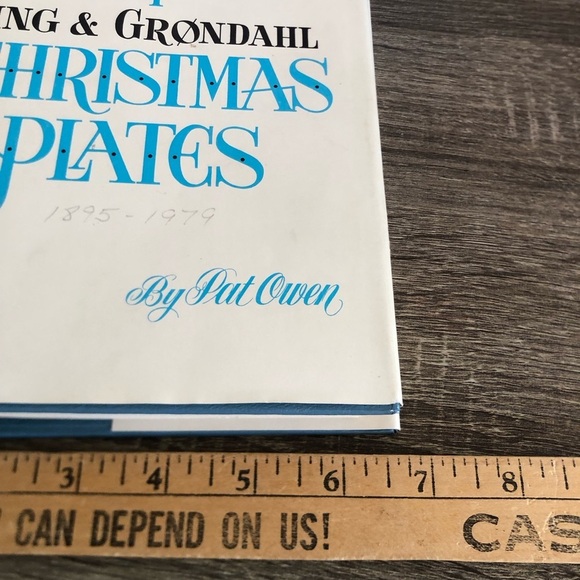 ING & GRØNDAHL
CHRISTMAS
PLATES
1895-1979
By Pat Owen
3 4 5 6 7 8
CAN DEPEND ON US! CAS